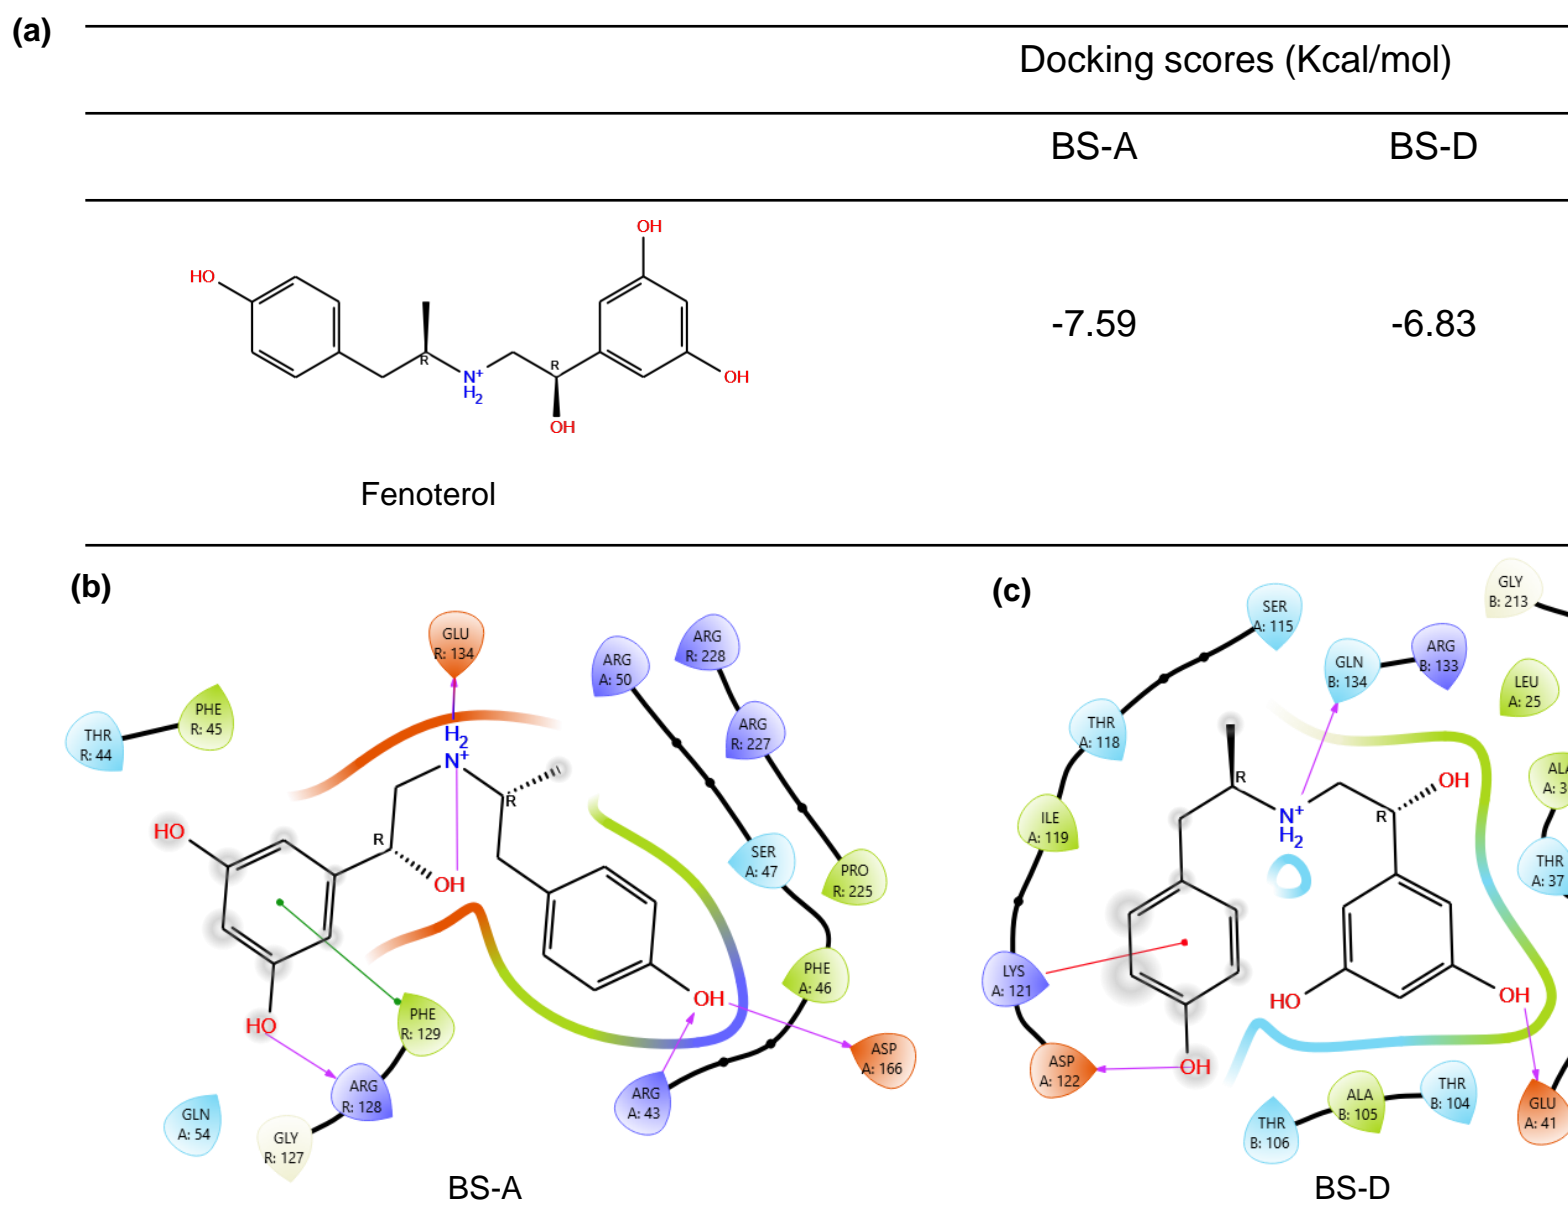 (a)
Docking scores (Kcal/mol)
BS-A BS-D
OH
HO
R
R
N+
H2
OH
OH
-7.59 -6.83
Fenoterol
(b)
GLU
R: 134
ARG
A: 50
ARG
R: 228
PHE
R: 45
THR
R: 44
ARG
R: 227
H2
N+
R
R
HO
OH
SER
A: 47
PRO
R: 225
PHE
A: 46
OH
HO
PHE
R: 129
ASP
A: 166
ARG
R: 128
ARG
A: 43
GLN
A: 54
GLY
R: 127
BS-A
(c)
SER
A: 115
GLY
B: 213
GLN
B: 134
ARG
B: 133
LEU
A: 25
THR
A: 118
R
OH
N+
H2
R
ILE
A: 119
THR
A: 37
LYS
A: 121
HO
OH
ASP
A: 122
OH
THR
B: 104
ALA
B: 105
THR
B: 106
GLU
A: 41
BS-D